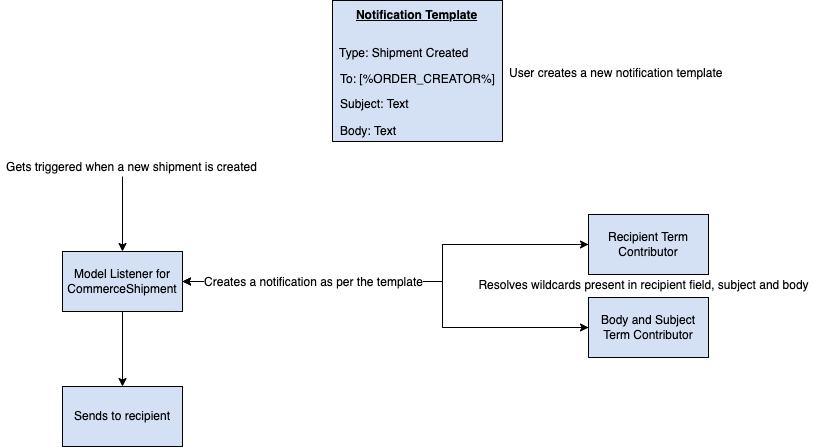 Notification Template
Type: Shipment Created
To: [%ORDER_CREATOR%]
Subject: Text
Body: Text
User creates a new notification template
Gets triggered when a new shipment is created
Model Listener for
CommerceShipment
Creates a notification as per the template
Recipient Term
Contributor
Resolves wildcards present in recipient field, subject and body
Body and Subject
Term Contributor
Sends to recipient